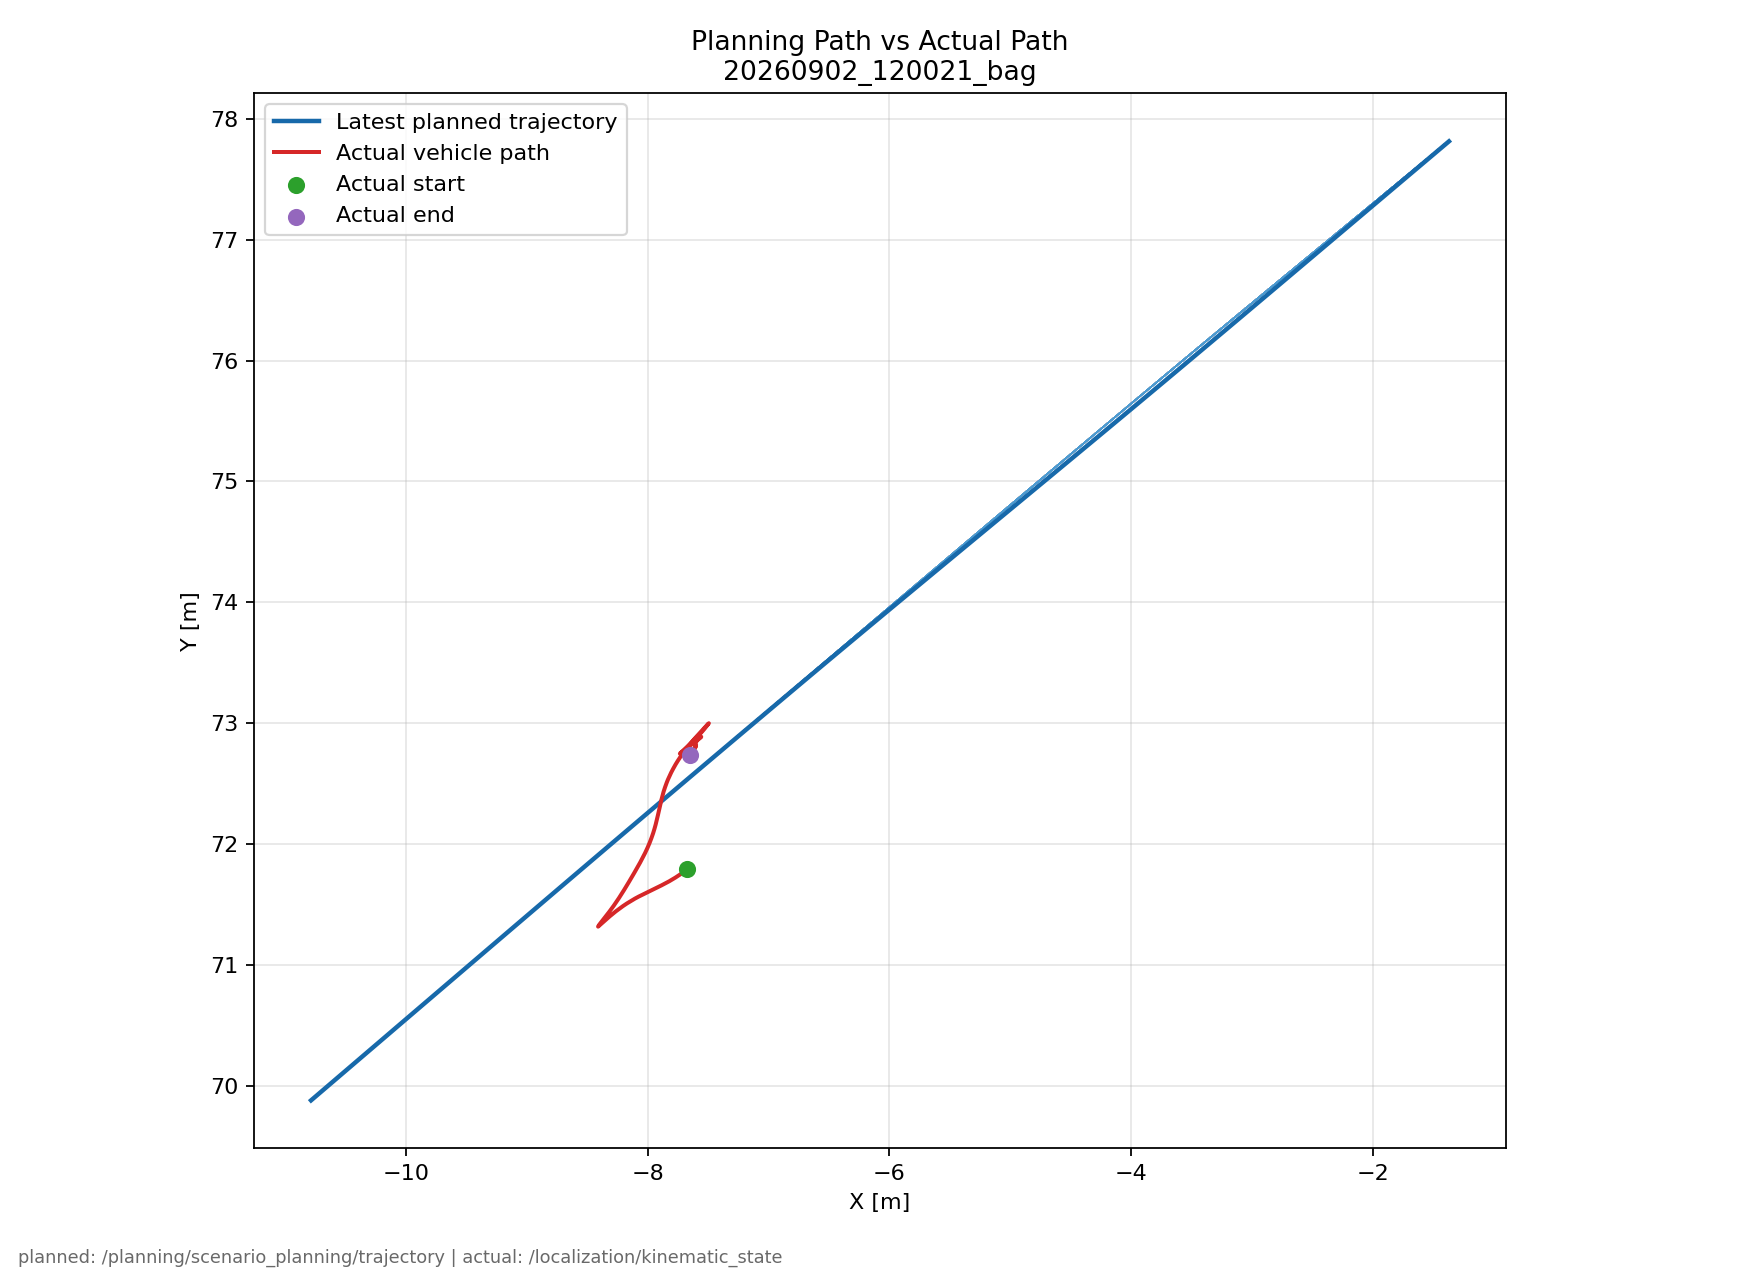 Planning Path vs Actual Path
20260902_120021_bag
Latest planned trajectory
Actual vehicle path
Actual start
Actual end
78
77
76
75
74
73
72
71
70
Y [m]
−10
−8
−6
−4
−2
X [m]
planned: /planning/scenario_planning/trajectory | actual: /localization/kinematic_state